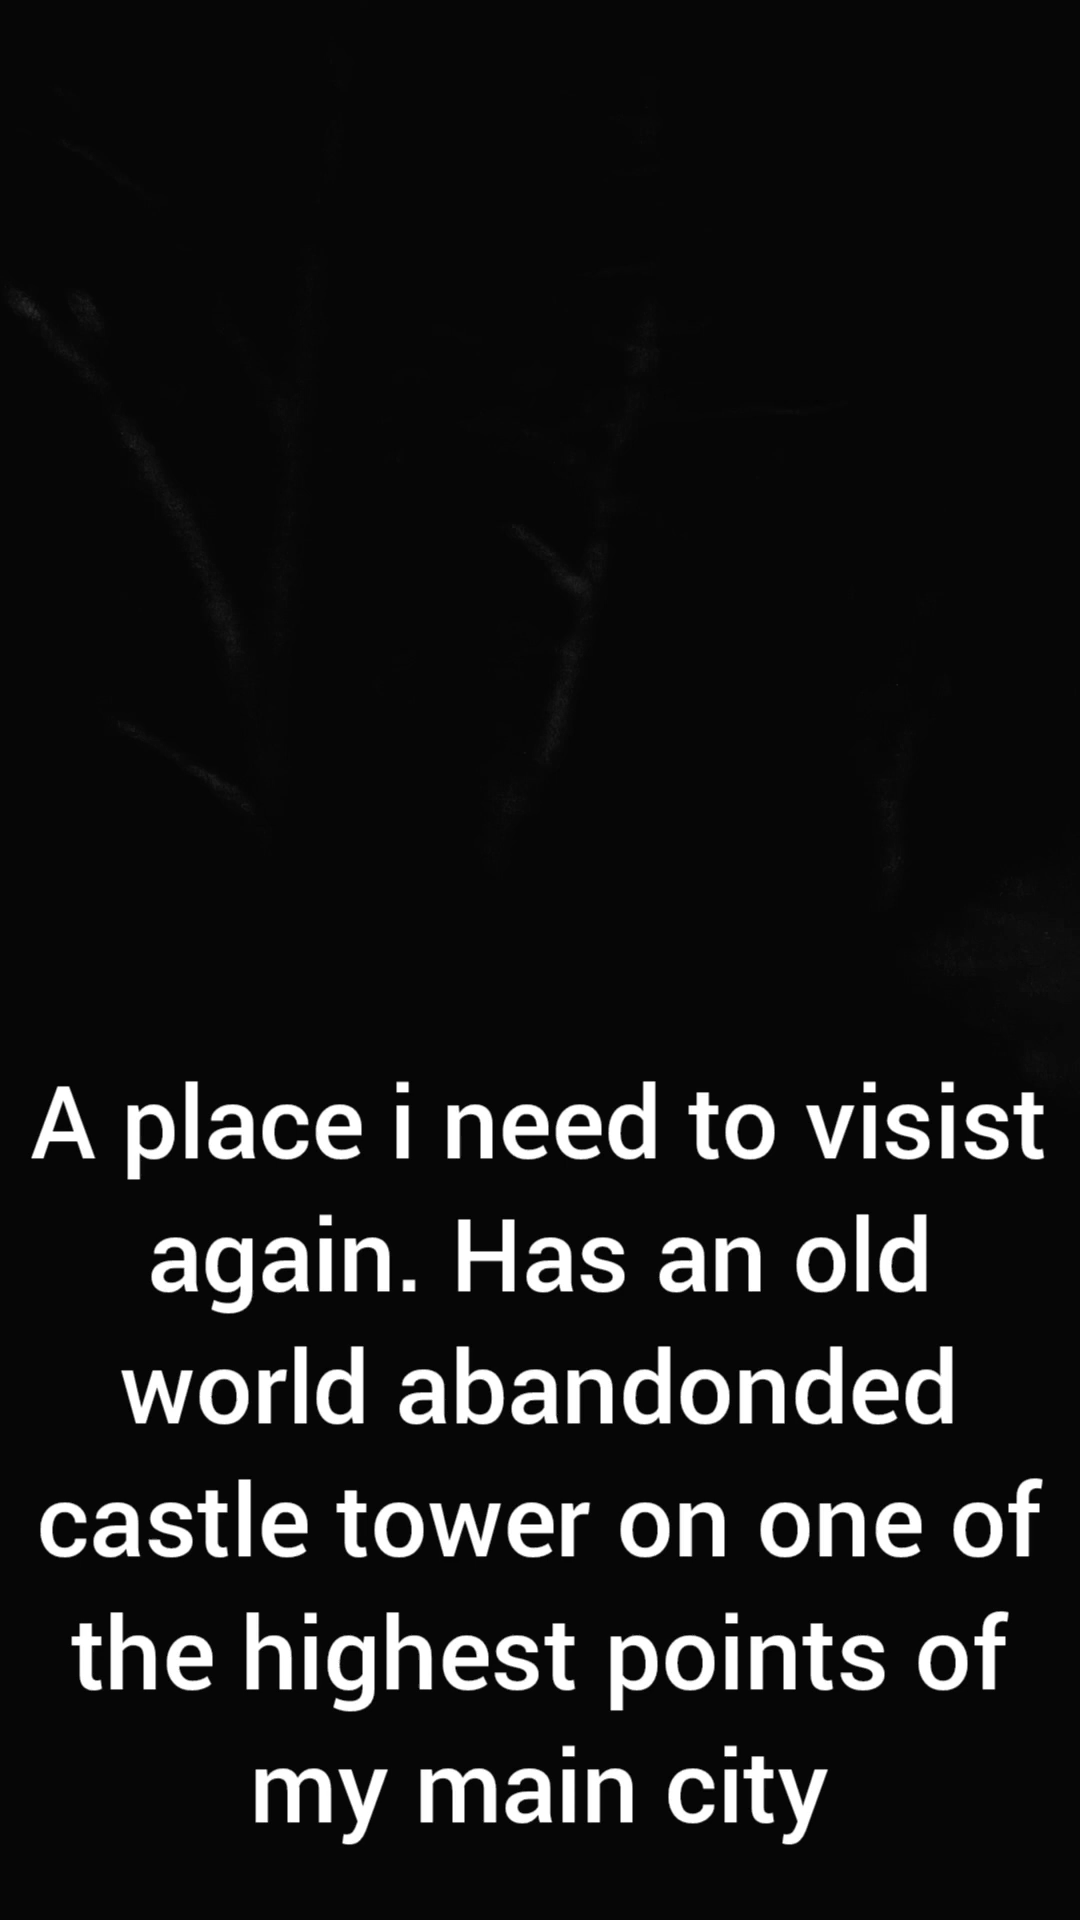 A place i need to visist
again. Has an old
world abandonded
castle tower on one of
the highest points of
my main city